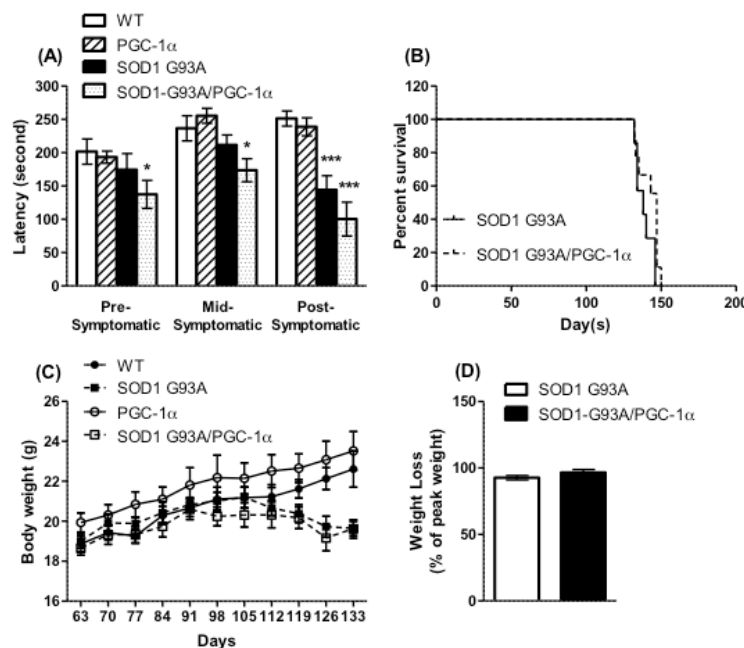 (A)
WT
PGC-1α
SOD1 G93A
SOD1-G93A/PGC-1α
Latency (second)
300
250
200
150
100
50
0
*
*
***
***
Pre-
Symptomatic
Mid-
Symptomatic
Post-
Symptomatic
(B)
Percent survival
120
100
80
60
40
20
0
SOD1 G93A
SOD1 G93A/PGC-1α
0
50
100
150
200
Day(s)
(C)
WT
SOD1 G93A
PGC-1α
SOD1 G93A/PGC-1α
Body weight (g)
26
24
22
20
18
16
63
70
77
84
91
98
105
112
119
126
133
Days
(D)
SOD1 G93A
SOD1-G93A/PGC-1α
Weight Loss
(% of peak weight)
150
100
50
0